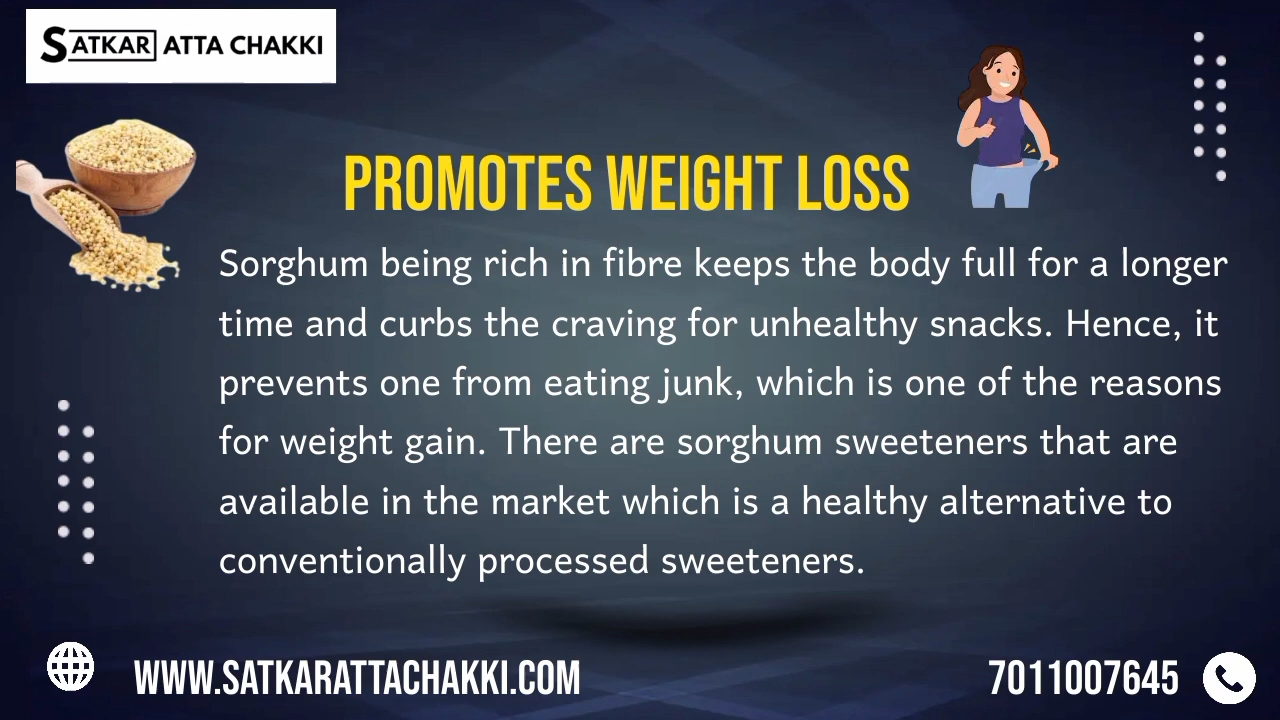 SATKAR ATTA CHAKKI
PROMOTES WEIGHT LOSS
Sorghum being rich in fibre keeps the body full for a longer
time and curbs the craving for unhealthy snacks. Hence, it
prevents one from eating junk, which is one of the reasons
for weight gain. There are sorghum sweeteners that are
available in the market which is a healthy alternative to
conventionally processed sweeteners.
WWW.SATKARATTACHAKKI.COM
7011007645